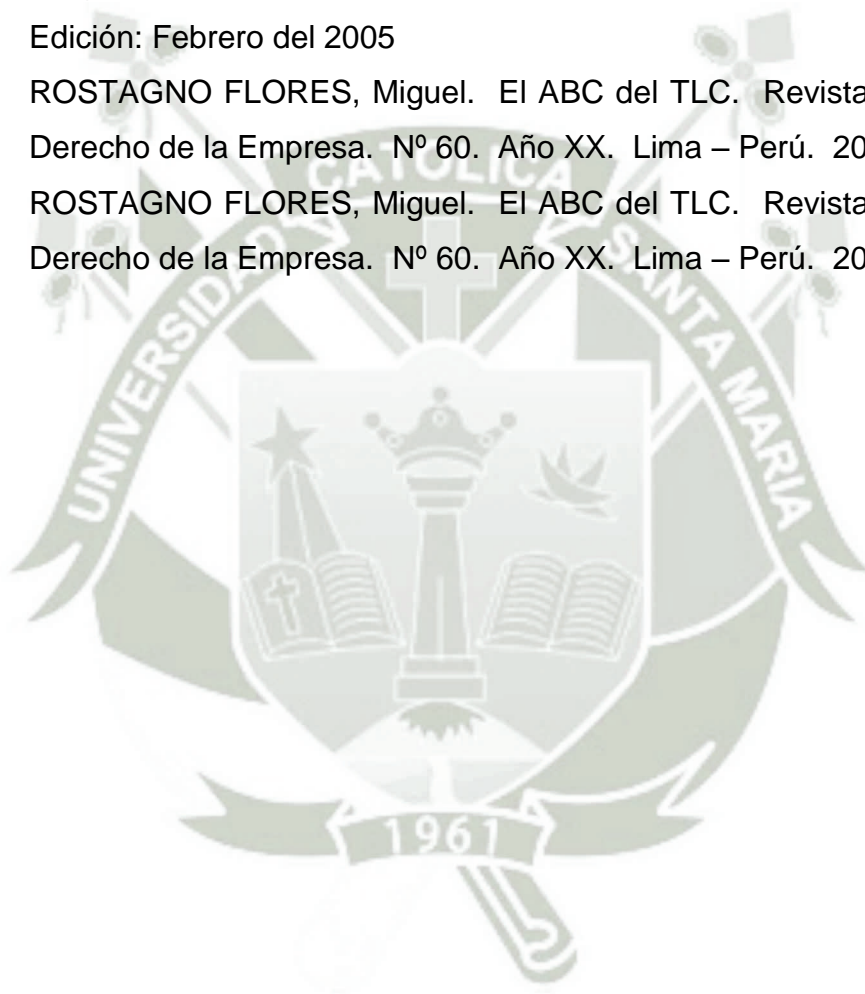 Edición: Febrero del 2005
ROSTAGNO FLORES, Miguel. El ABC del TLC. Revista
Derecho de la Empresa. Nº 60. Año XX. Lima – Perú. 20
ROSTAGNO FLORES, Miguel. El ABC del TLC. Revista
Derecho de la Empresa. Nº 60. Año XX. Lima – Perú. 20
UNIVERSIDAD CATOLICA SANTA MARIA
1961